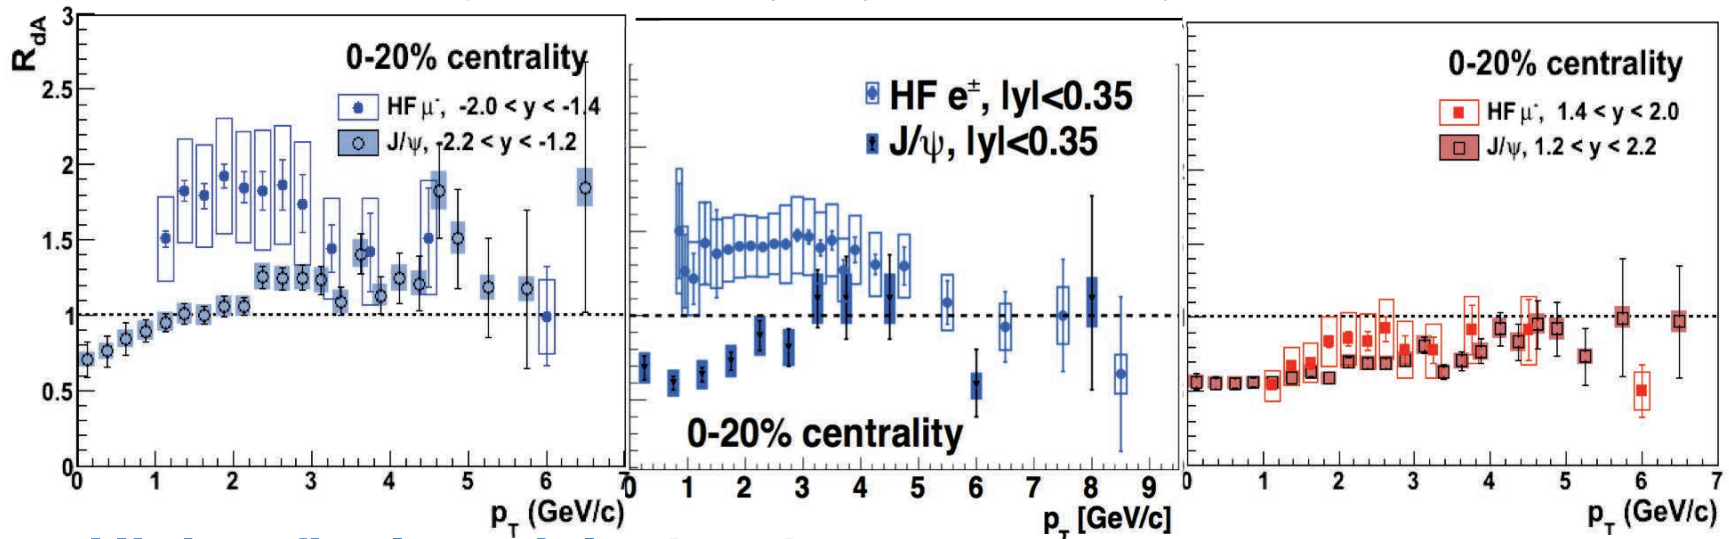 R_dA
3
2.5
2
1.5
1
0.5
0
0-20% centrality
HF μ⁻, -2.0 < y < -1.4
J/ψ, -2.2 < y < -1.2
0 1 2 3 4 5 6 7
p_T (GeV/c)
HF e±, |y|<0.35
J/ψ, |y|<0.35
0-20% centrality
0 1 2 3 4 5 6 7 8 9
p_T [GeV/c]
0-20% centrality
HF μ⁻, 1.4 < y < 2.0
J/ψ, 1.2 < y < 2.2
0 1 2 3 4 5 6 7
p_T (GeV/c)